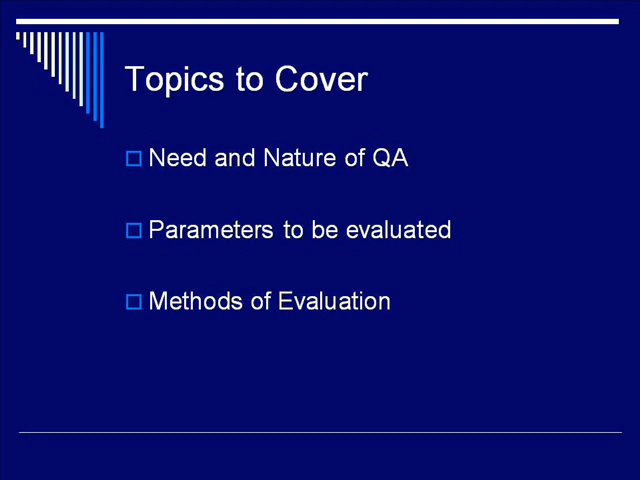 Topics to Cover
Need and Nature of QA
Parameters to be evaluated
Methods of Evaluation